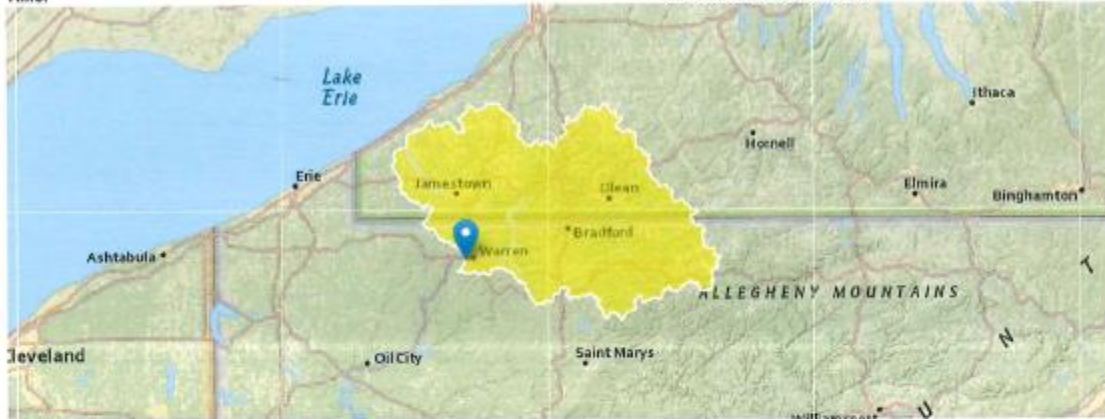 Lake
Erie
Ithaca
Hornell
Erie
Jamestown
Olean
Elmira
Binghamton
Bradford
Ashtabula
Warren
T
ALLEGHENY MOUNTAINS
N
Cleveland
Oil City
Saint Marys
U